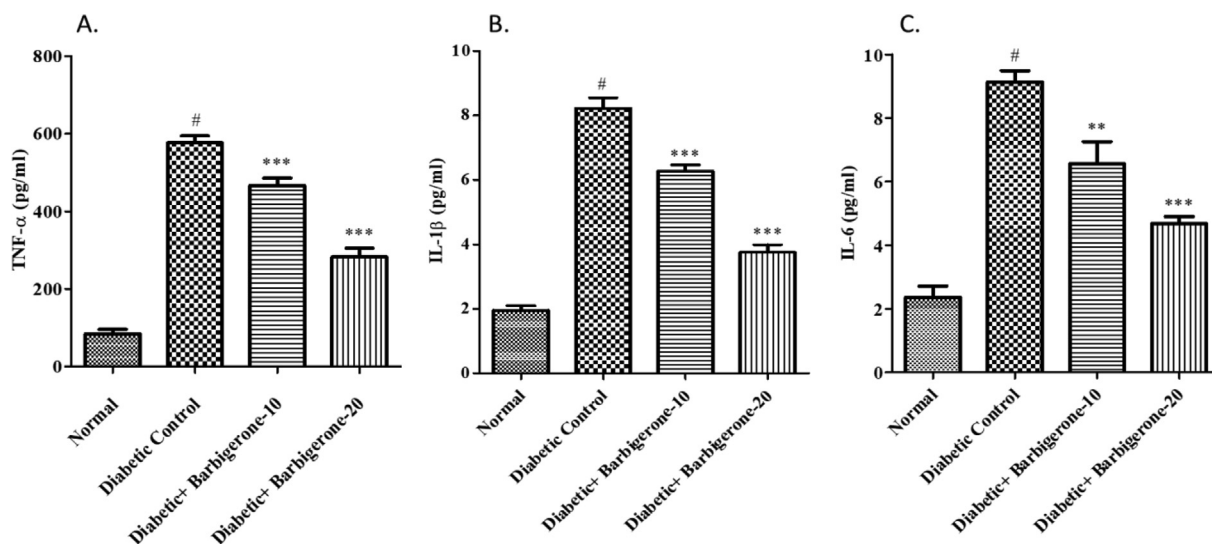 A.
TNF-α (pg/ml)
800
600
400
200
0
#
***
***
Normal
Diabetic Control
Diabetic+ Barbigerone-10
Diabetic+ Barbigerone-20
B.
IL-1β (pg/ml)
10
8
6
4
2
0
#
***
***
Normal
Diabetic Control
Diabetic+ Barbigerone-10
Diabetic+ Barbigerone-20
C.
IL-6 (pg/ml)
10
8
6
4
2
0
#
**
***
Normal
Diabetic Control
Diabetic+ Barbigerone-10
Diabetic+ Barbigerone-20